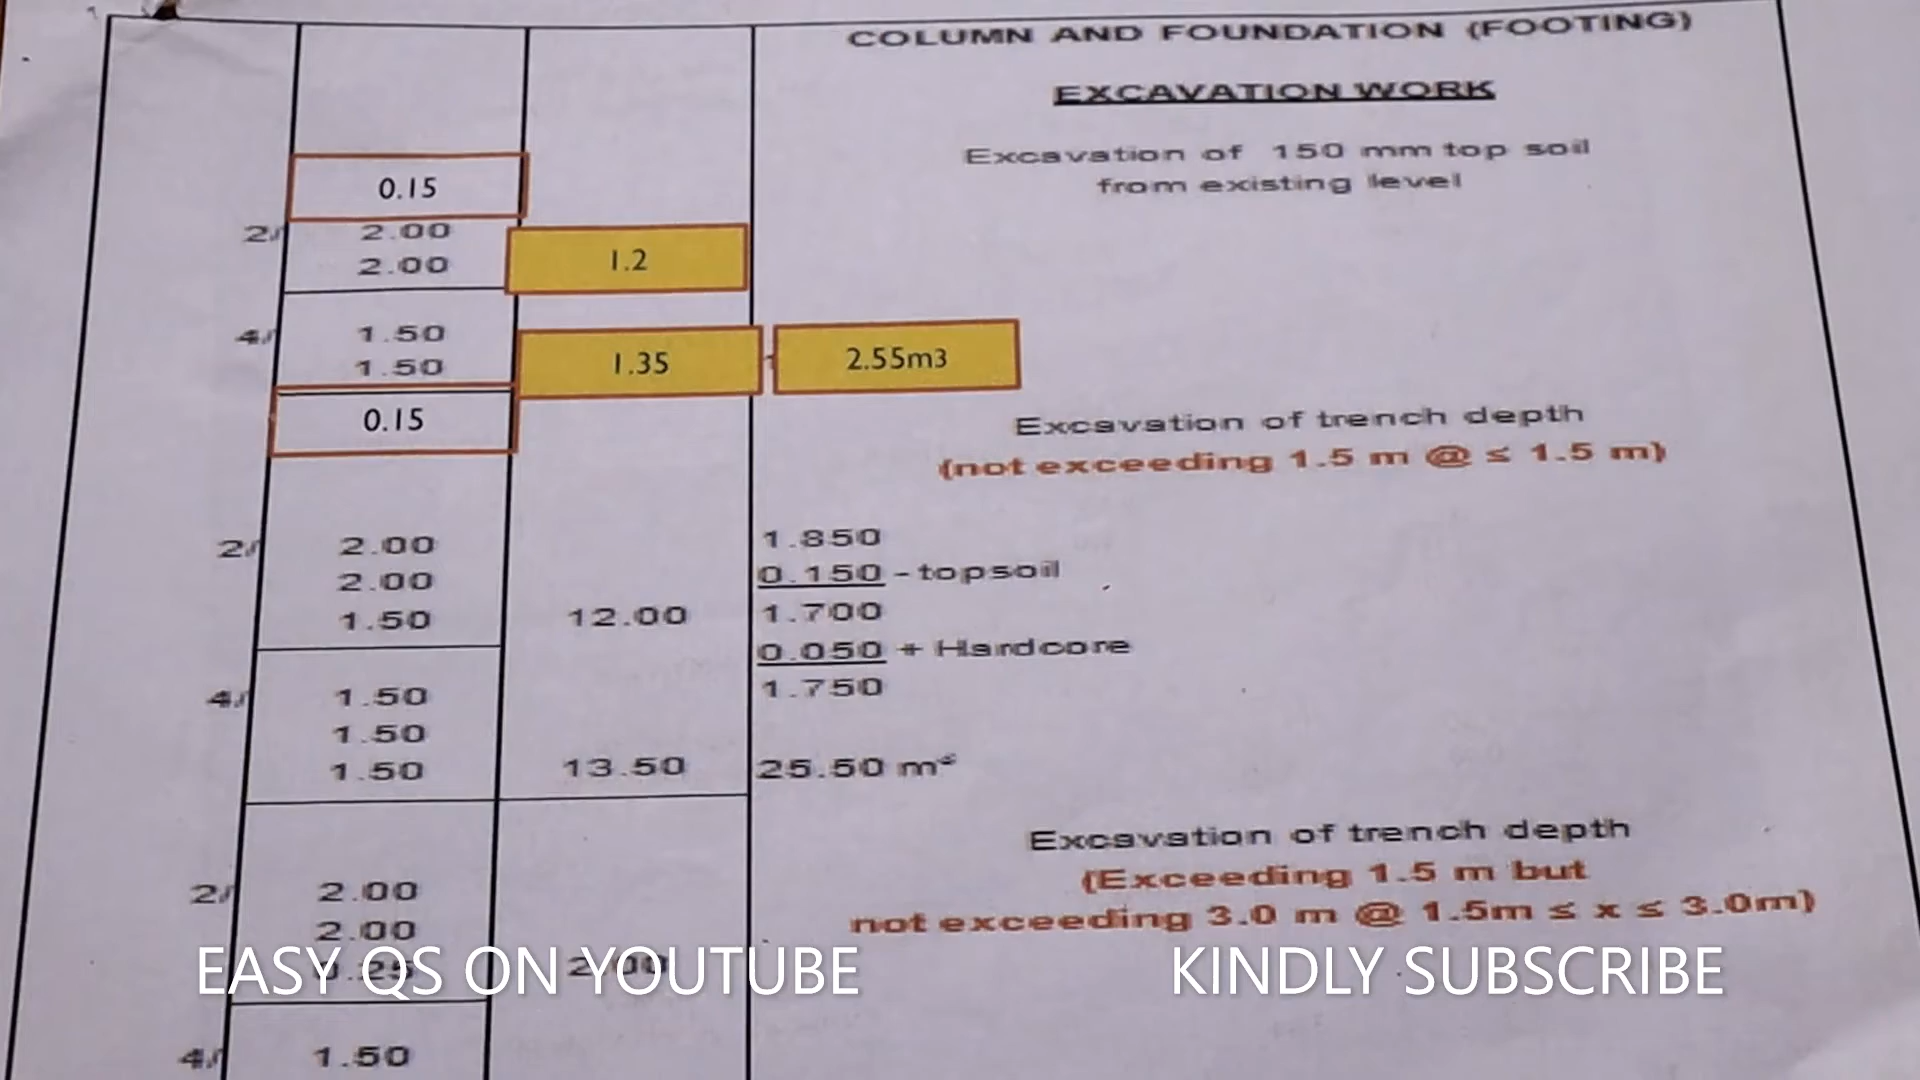 COLUMN AND FOUNDATION (FOOTING)
EXCAVATION WORK
Excavation of 150 mm top soil
from existing level
0.15
2/ 2.00
2.00 1.2
4/ 1.50
1.50 1.35 2.55m3
0.15
Excavation of trench depth
(not exceeding 1.5 m @ ≤ 1.5 m)
2/ 2.00 1.850
2.00 0.150 - topsoil
1.50 12.00 1.700
0.050 + Hardcore
4/ 1.50 1.750
1.50
1.50 13.50 25.50 m³
Excavation of trench depth
(Exceeding 1.5 m but
not exceeding 3.0 m @ 1.5m ≤ x ≤ 3.0m)
2/ 2.00
2.00
0.25 2.00
EASY QS ON YOUTUBE KINDLY SUBSCRIBE
4/ 1.50